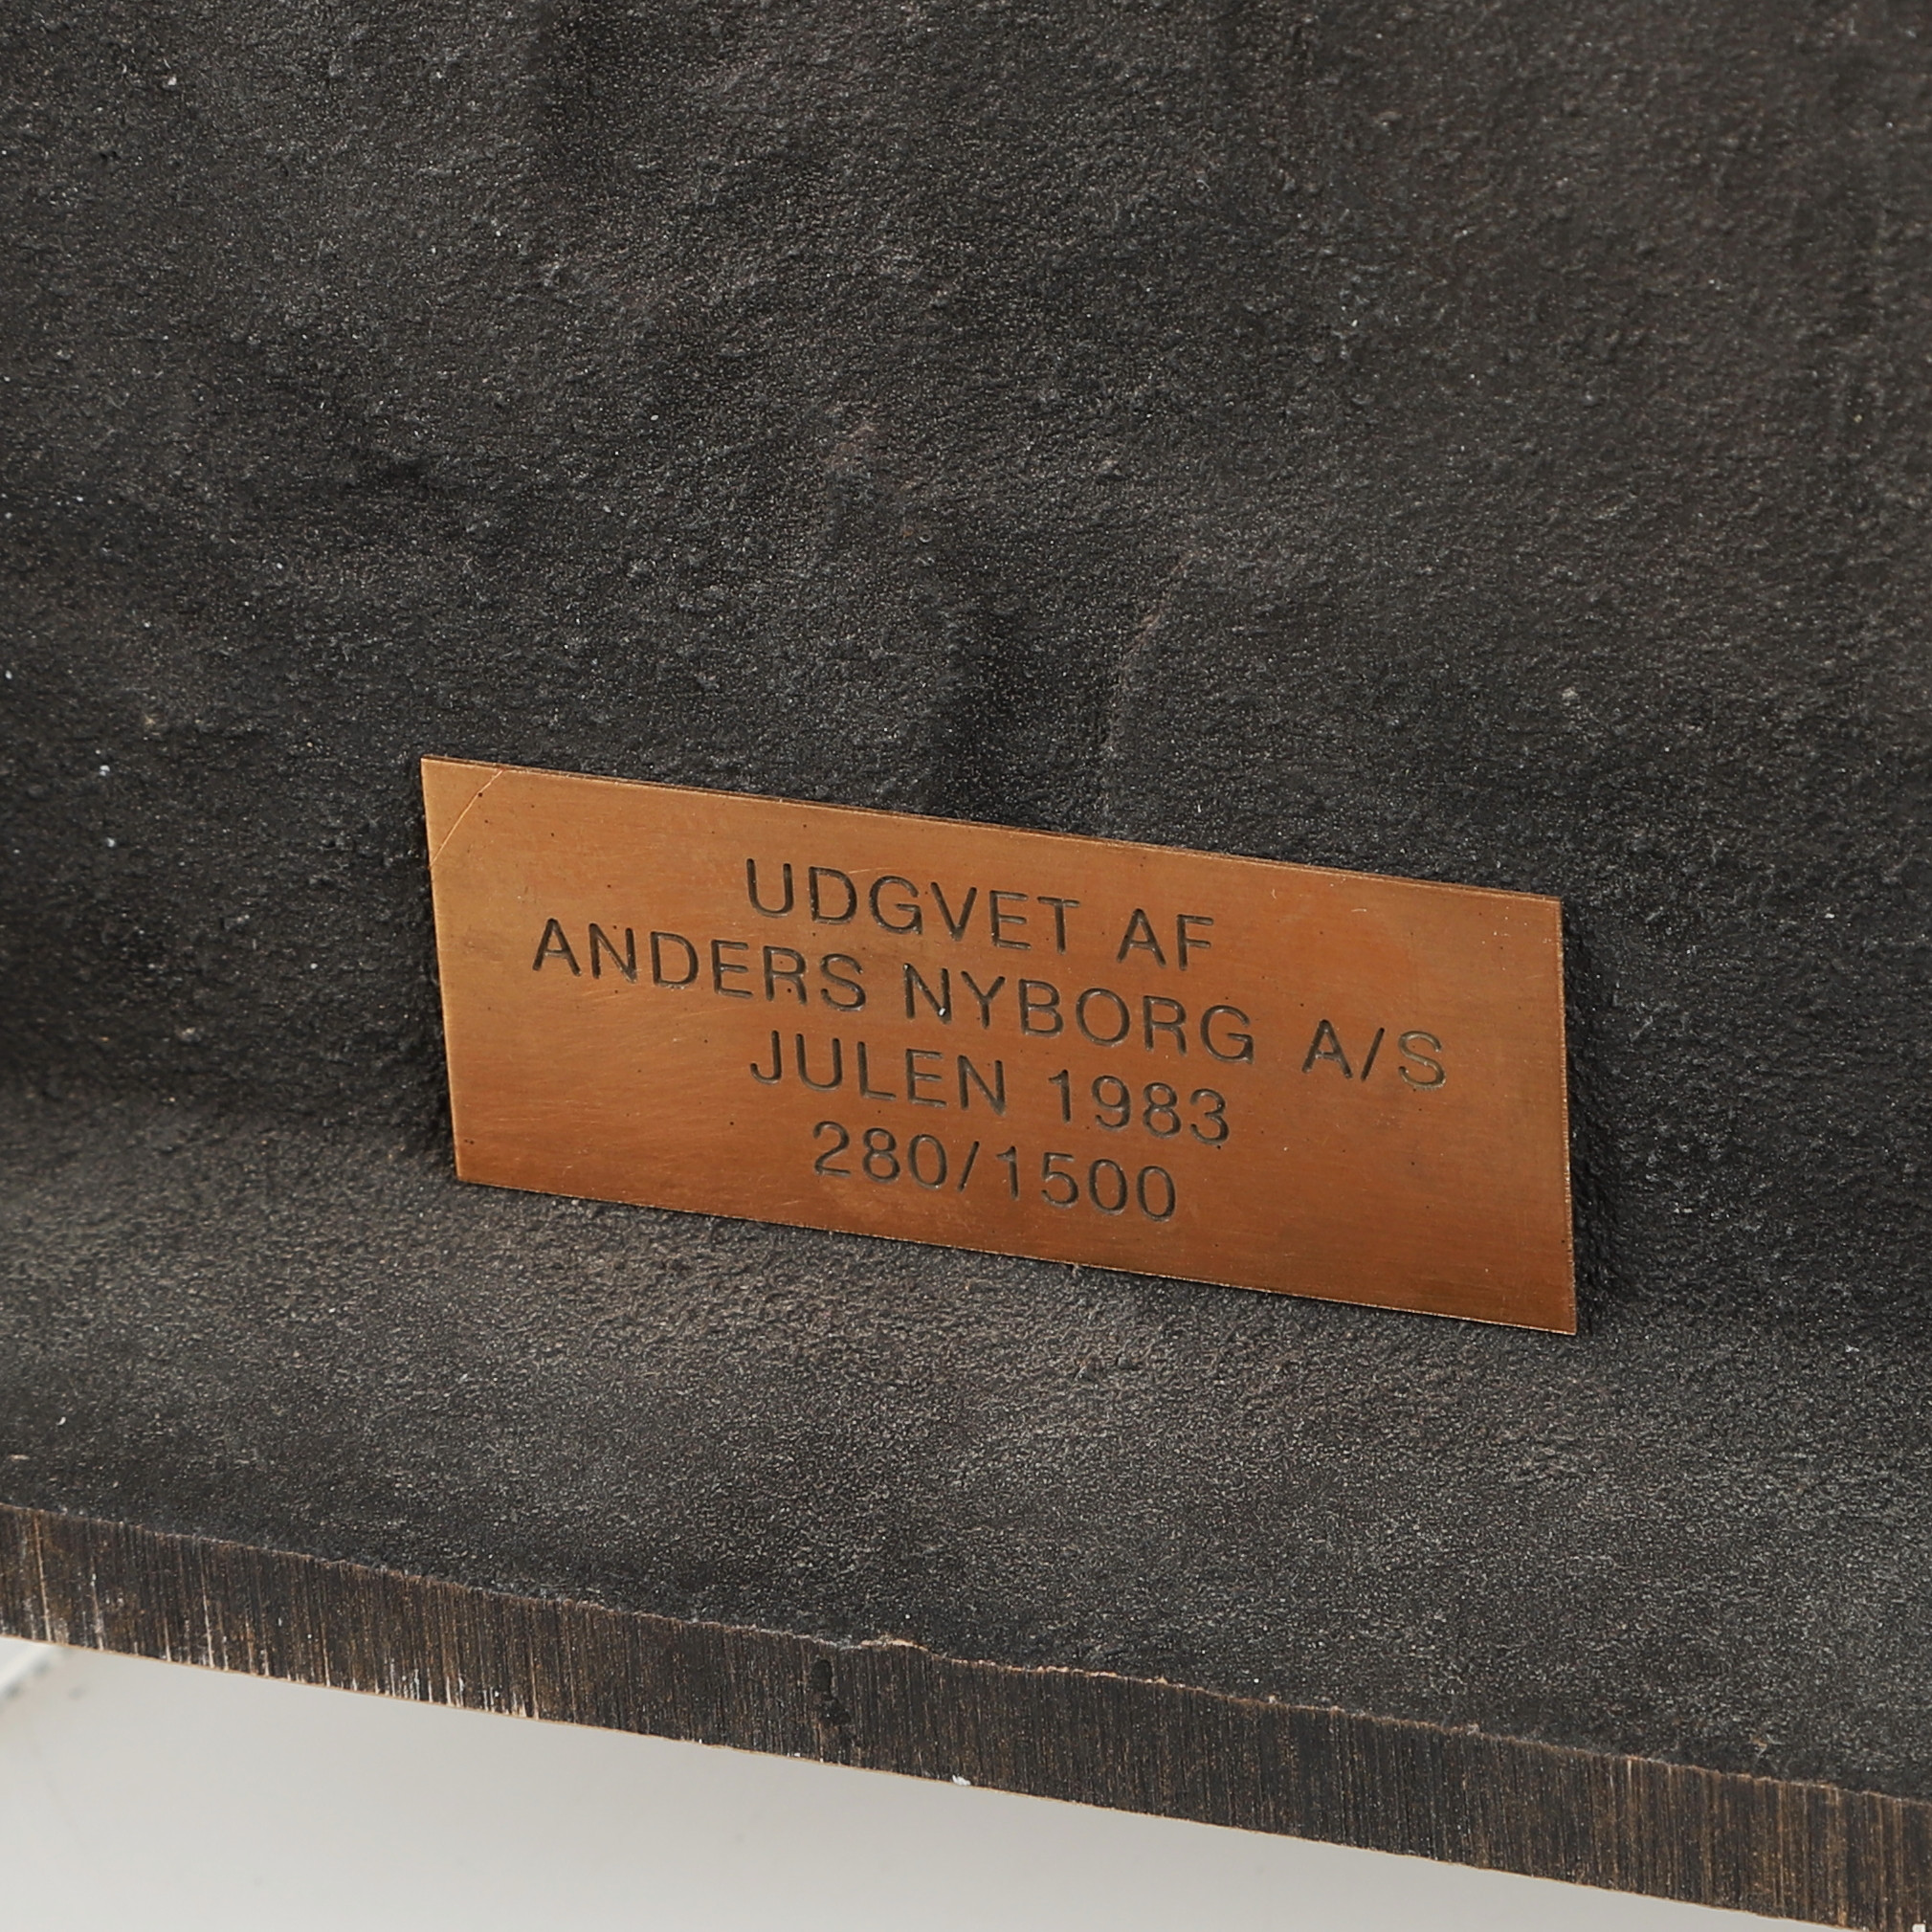 UDGVET AF
ANDERS NYBORG A/S
JULEN 1983
280/1500